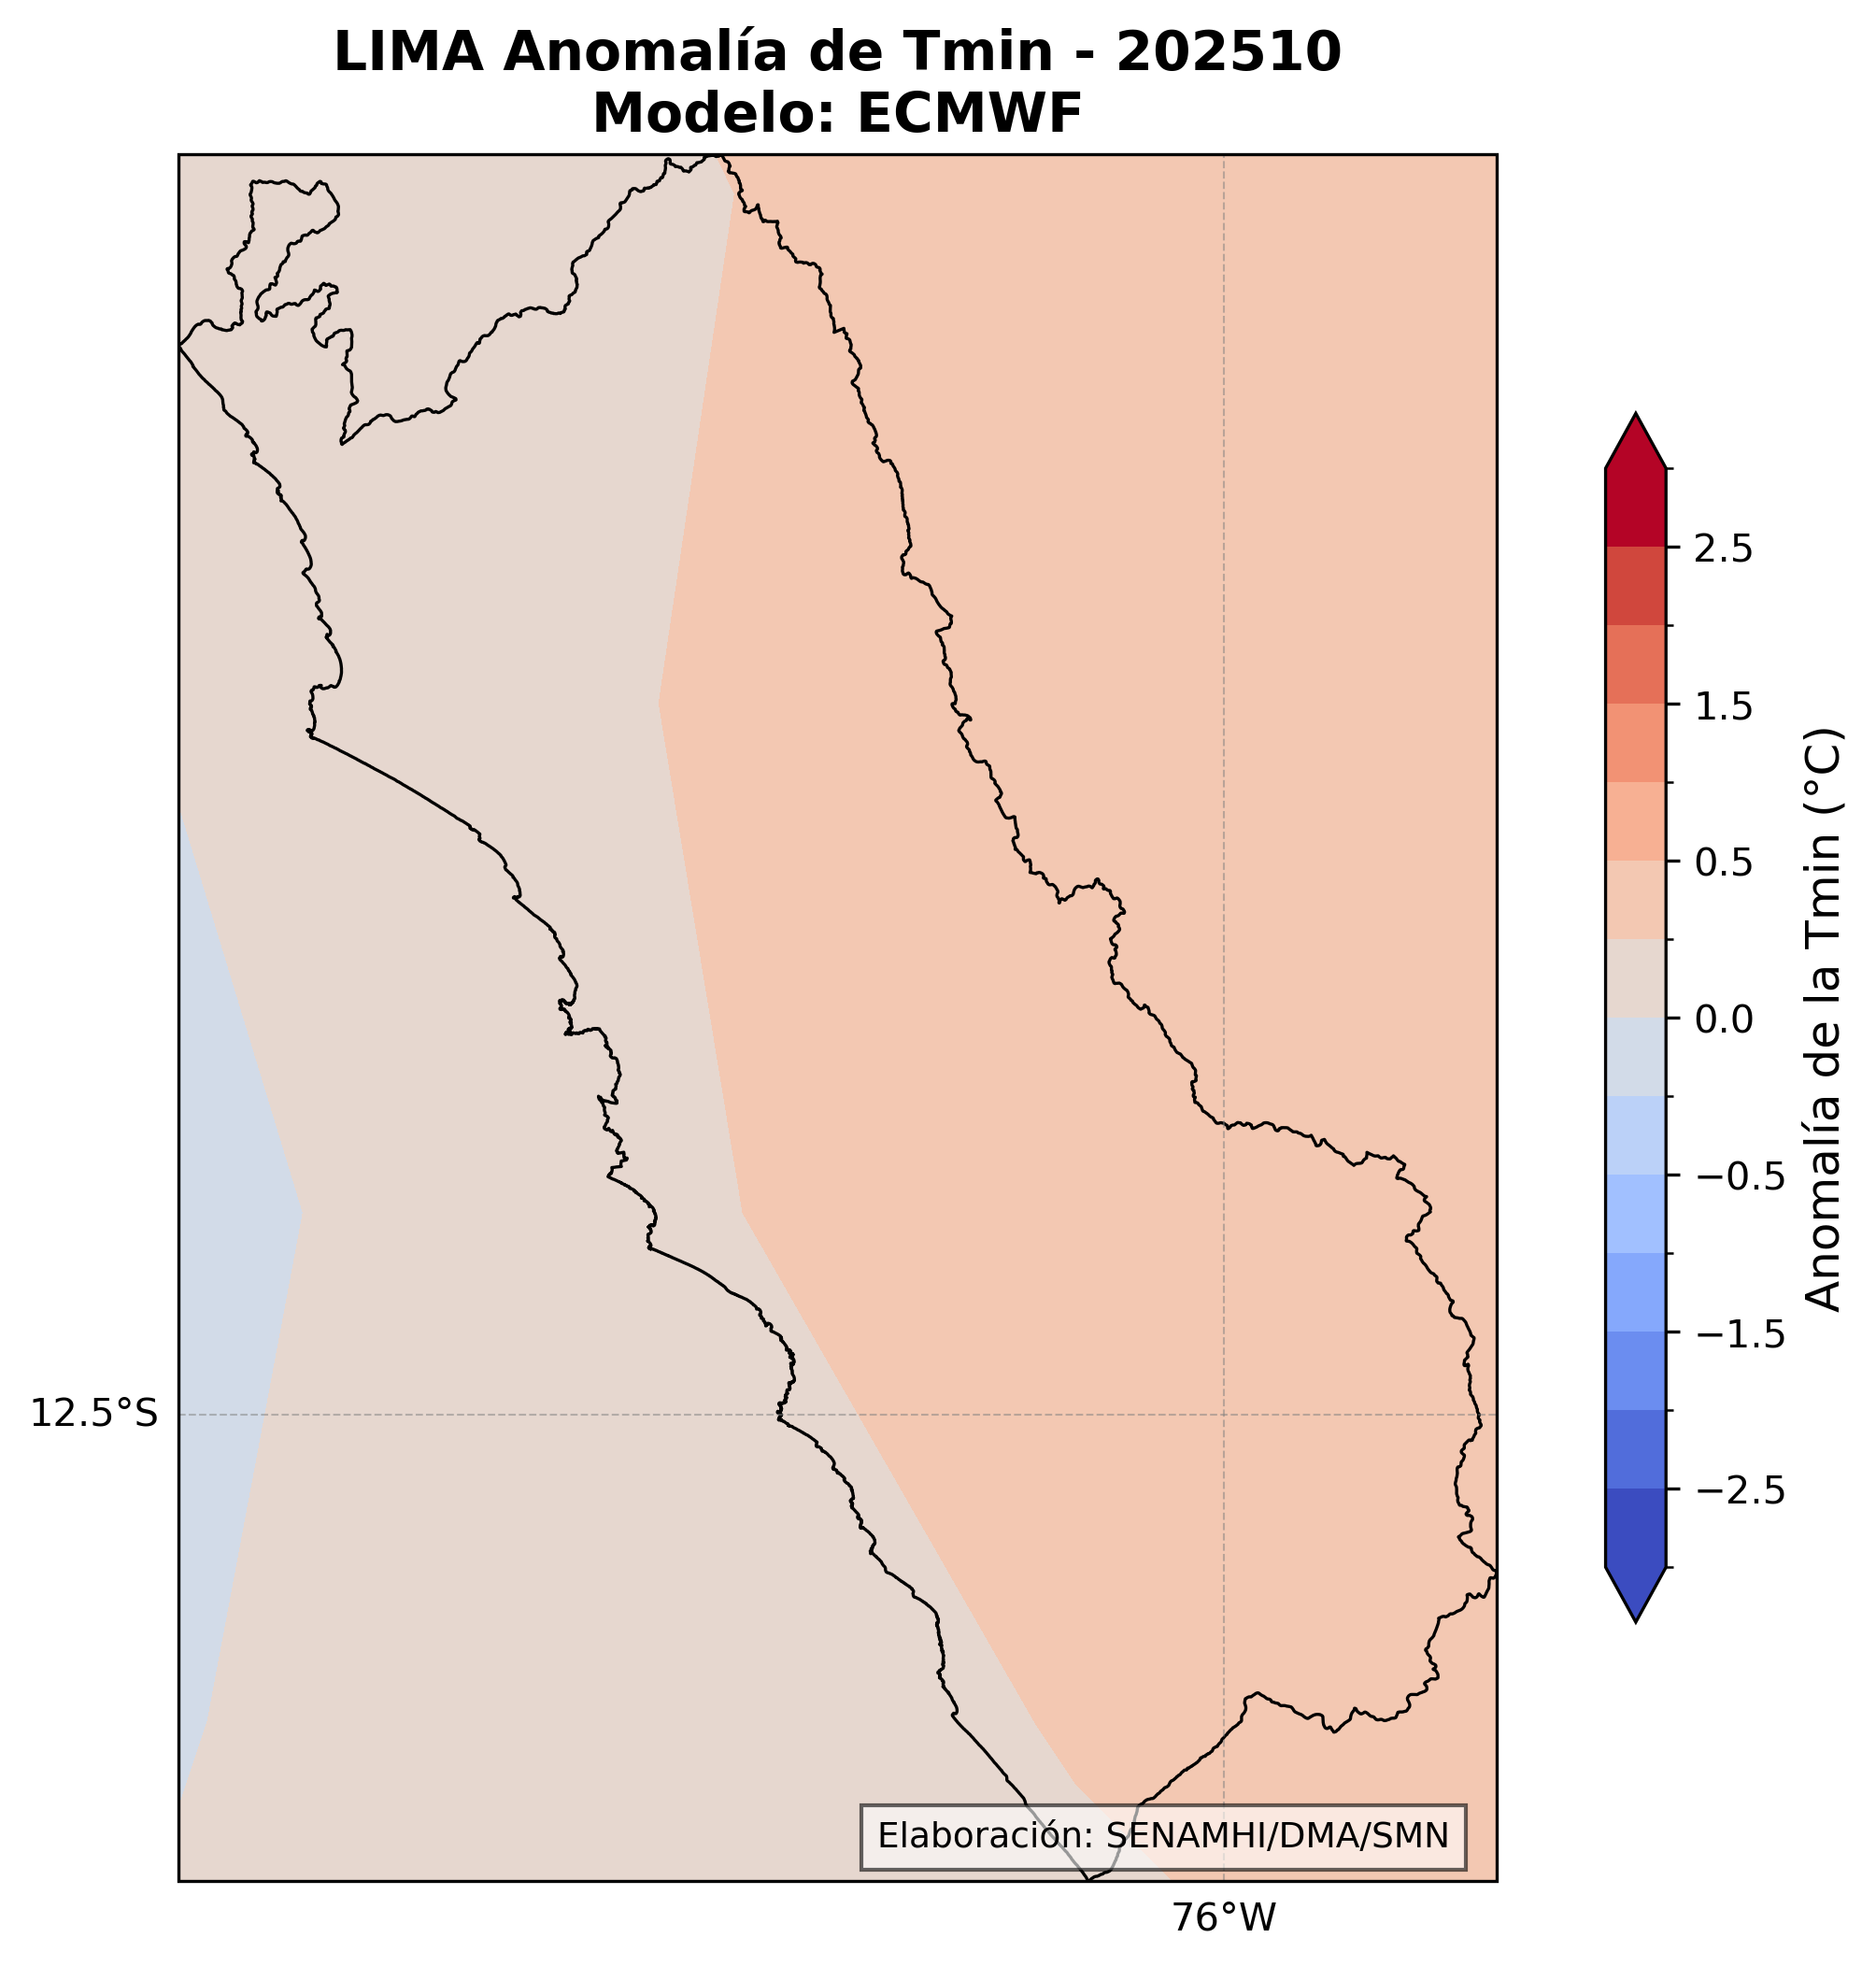 LIMA Anomalía de Tmin - 202510
Modelo: ECMWF
2.5
1.5
0.5
0.0
−0.5
−1.5
−2.5
Anomalía de la Tmin (°C)
12.5°S
Elaboración: SENAMHI/DMA/SMN
76°W